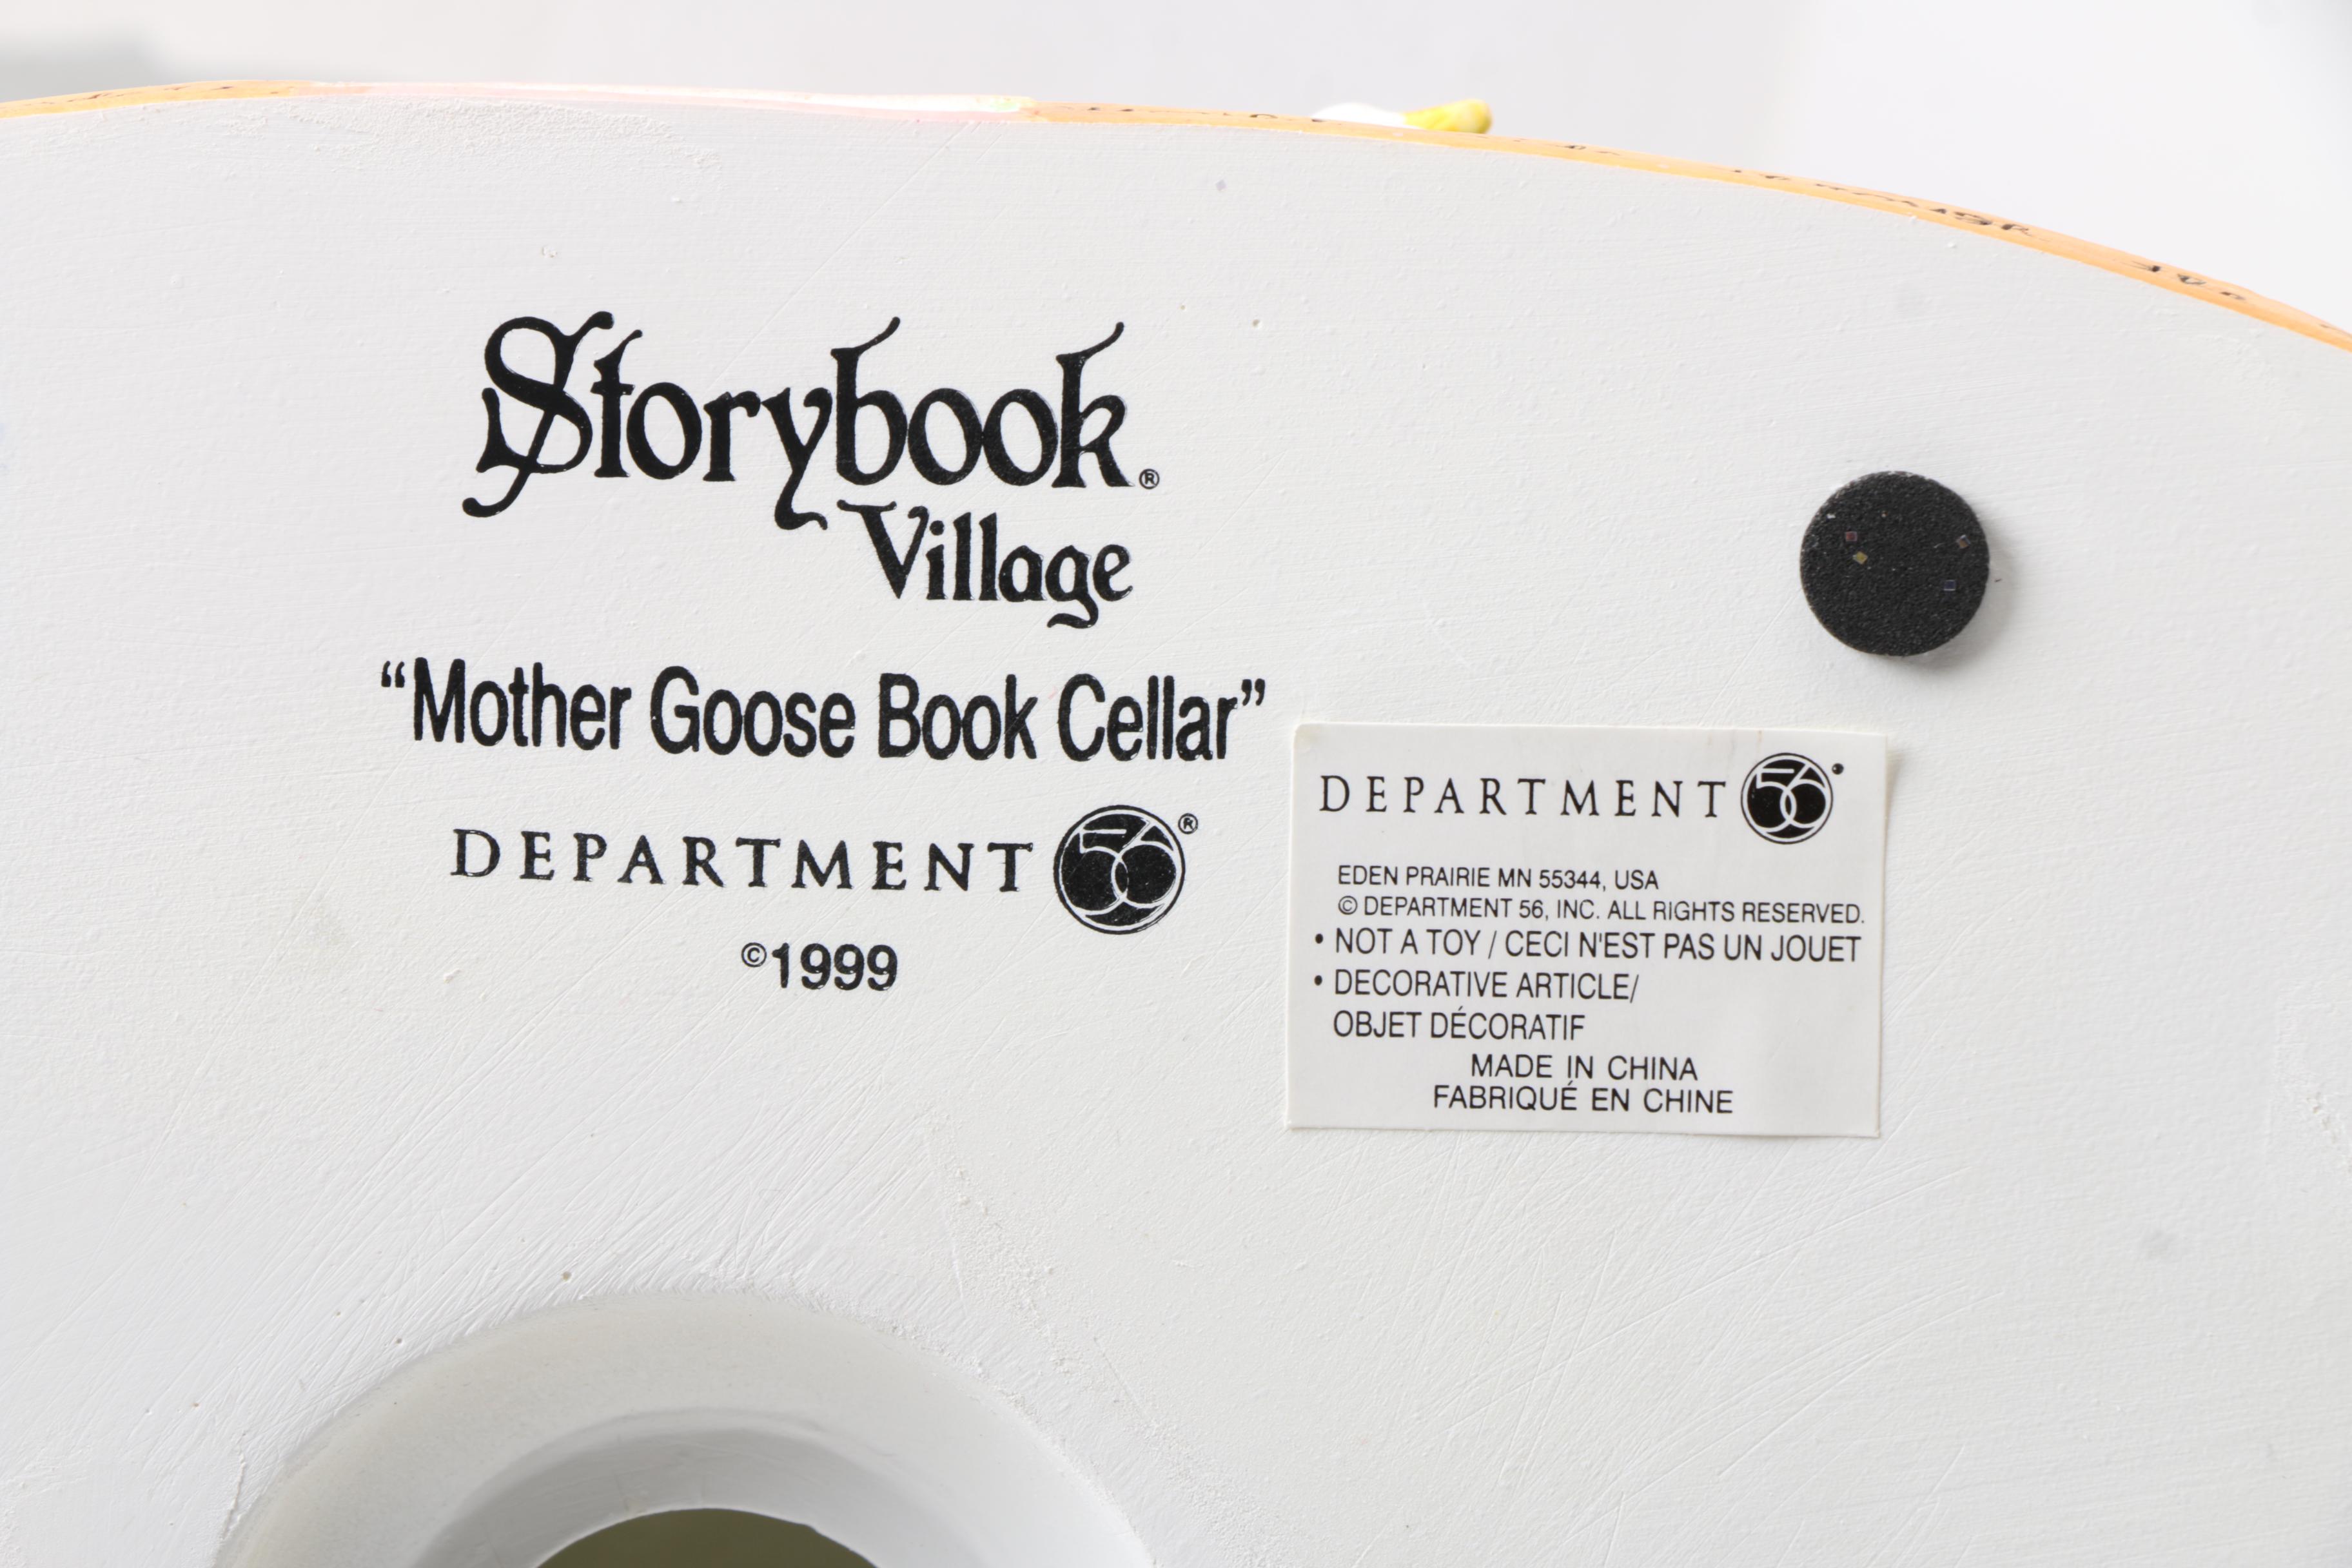 Storybook®
Village
“Mother Goose Book Cellar”
DEPARTMENT 56®
©1999
DEPARTMENT 56
EDEN PRAIRIE MN 55344, USA
© DEPARTMENT 56, INC. ALL RIGHTS RESERVED.
• NOT A TOY / CECI N'EST PAS UN JOUET
• DECORATIVE ARTICLE/
OBJET DÉCORATIF
MADE IN CHINA
FABRIQUÉ EN CHINE